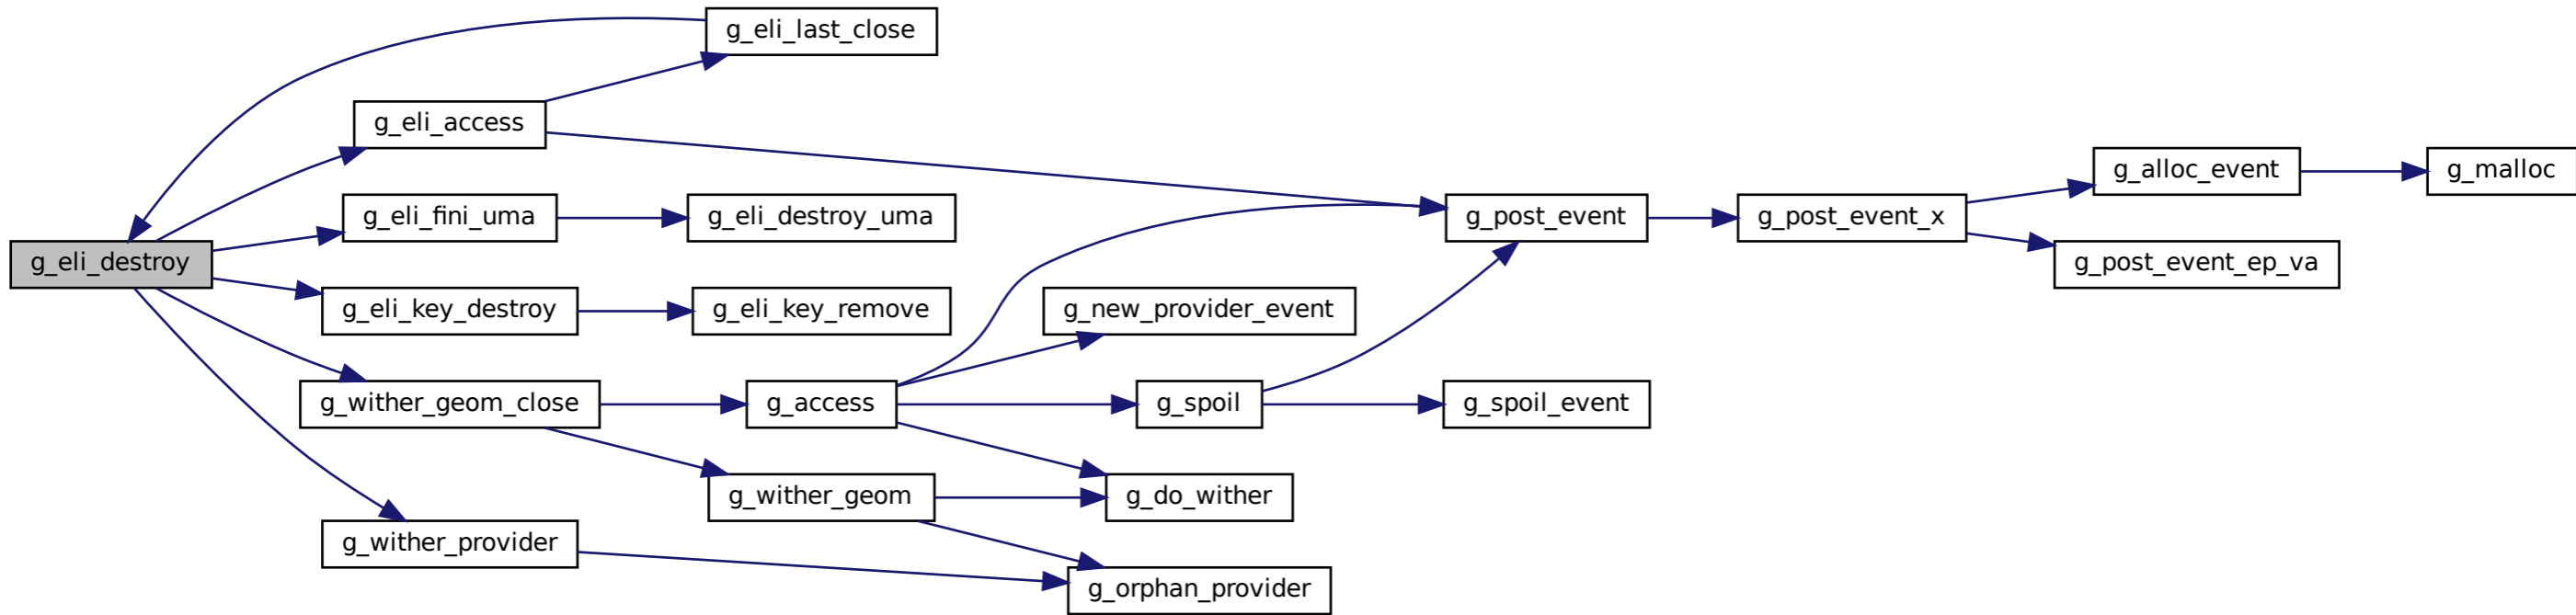 g_eli_last_close
g_eli_access
g_alloc_event
g_malloc
g_eli_fini_uma
g_eli_destroy_uma
g_post_event
g_post_event_x
g_eli_destroy
g_post_event_ep_va
g_eli_key_destroy
g_eli_key_remove
g_new_provider_event
g_wither_geom_close
g_access
g_spoil
g_spoil_event
g_wither_geom
g_do_wither
g_wither_provider
g_orphan_provider